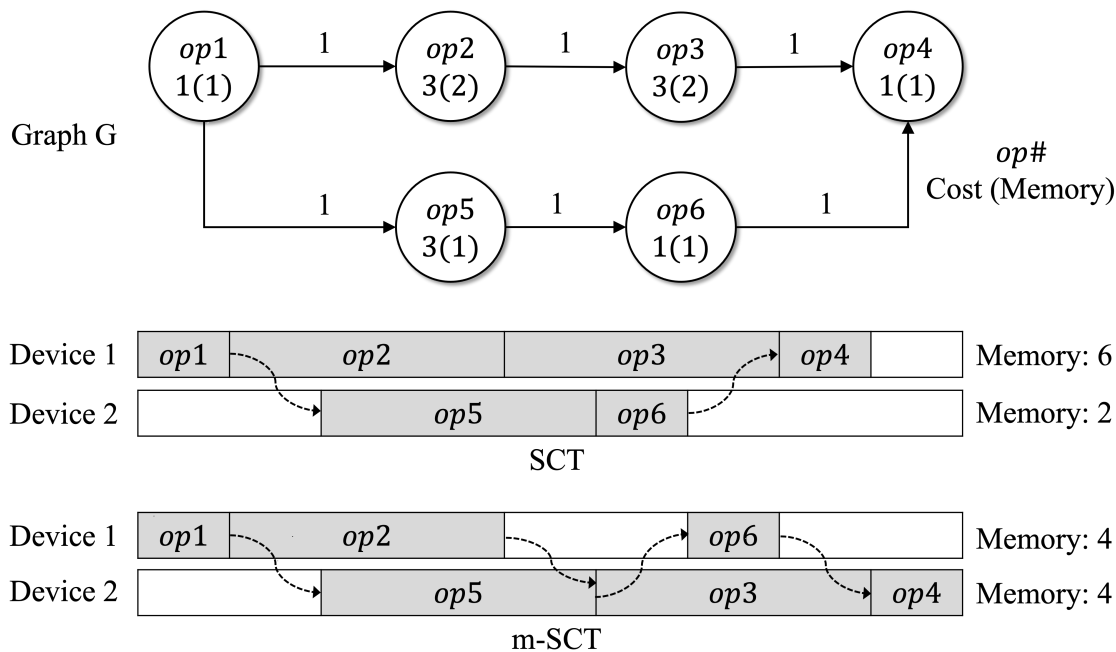 1 1 1
op1 op2 op3 op4
1(1) 3(2) 3(2) 1(1)
Graph G
op#
Cost (Memory)
1 1 1
op5 op6
3(1) 1(1)
Device 1 op1 op2 op3 op4 Memory: 6
Device 2 op5 op6 Memory: 2
SCT
Device 1 op1 op2 op6 Memory: 4
Device 2 op5 op3 op4 Memory: 4
m-SCT